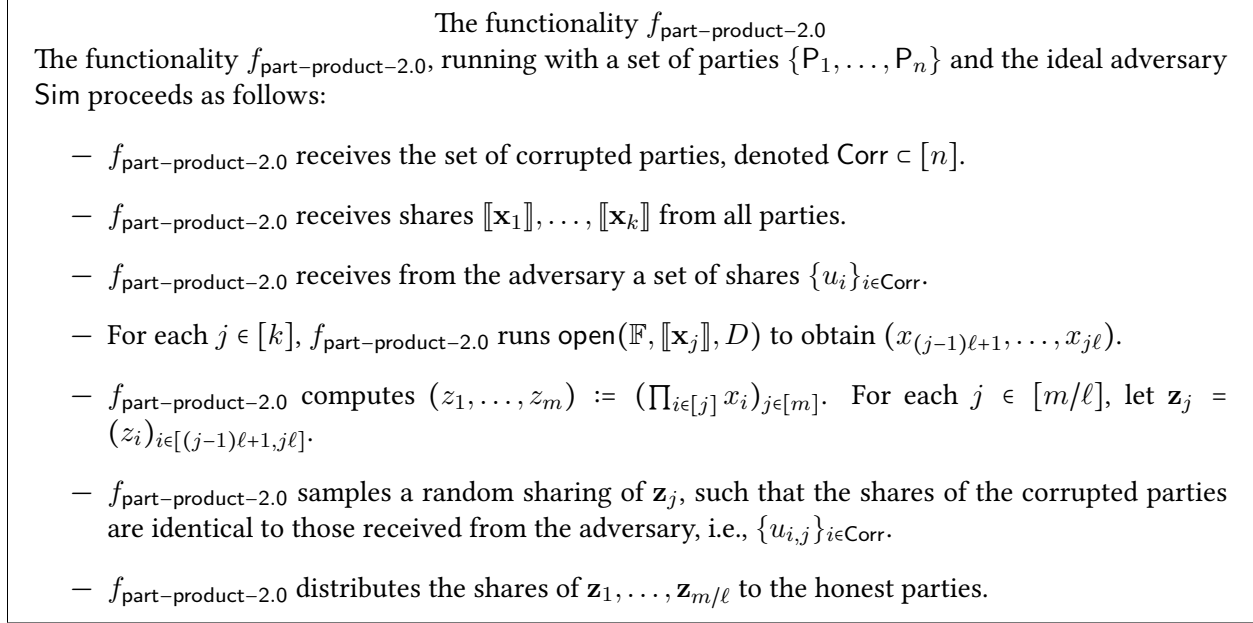 The functionality f_part−product−2.0
The functionality f_part−product−2.0, running with a set of parties {P_1, . . . , P_n} and the ideal adversary
Sim proceeds as follows:
− f_part−product−2.0 receives the set of corrupted parties, denoted Corr ⊂ [n].
− f_part−product−2.0 receives shares ⟦x_1⟧, . . . , ⟦x_k⟧ from all parties.
− f_part−product−2.0 receives from the adversary a set of shares {u_i}_{i∈Corr}.
− For each j ∈ [k], f_part−product−2.0 runs open(𝔽, ⟦x_j⟧, D) to obtain (x_{(j−1)ℓ+1}, . . . , x_{jℓ}).
− f_part−product−2.0 computes (z_1, . . . , z_m) := (∏_{i∈[j]} x_i)_{j∈[m]}. For each j ∈ [m/ℓ], let z_j =
(z_i)_{i∈[(j−1)ℓ+1,jℓ]}.
− f_part−product−2.0 samples a random sharing of z_j, such that the shares of the corrupted parties
are identical to those received from the adversary, i.e., {u_{i,j}}_{i∈Corr}.
− f_part−product−2.0 distributes the shares of z_1, . . . , z_{m/ℓ} to the honest parties.